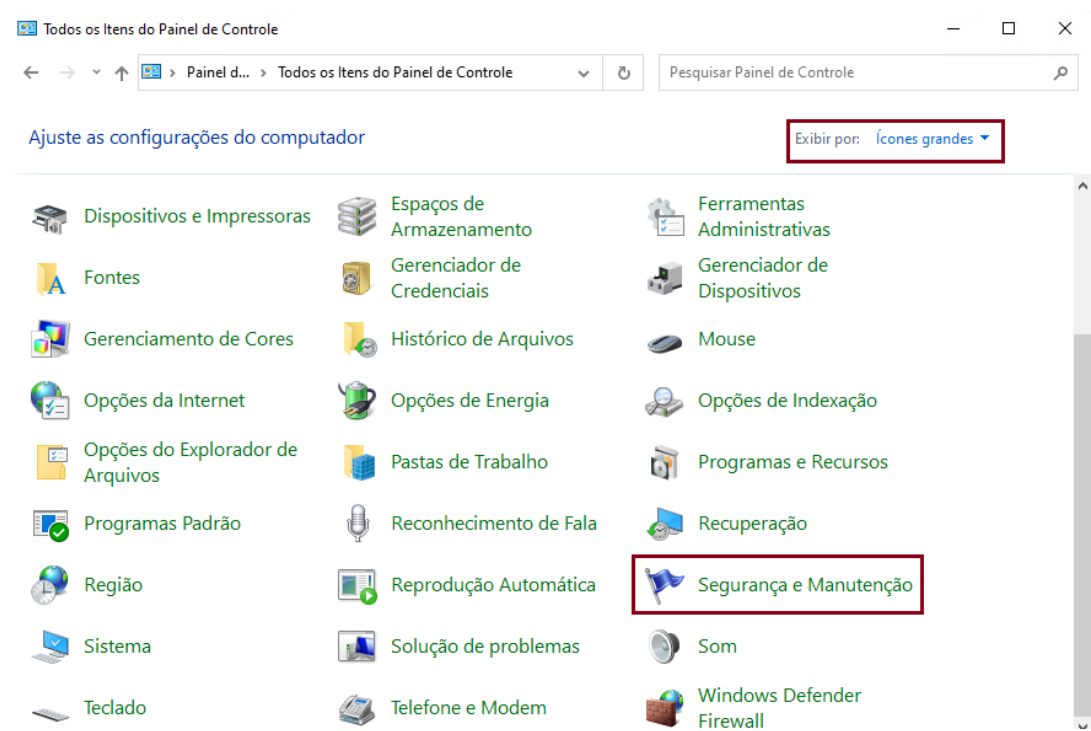 Todos os Itens do Painel de Controle
Painel d... > Todos os Itens do Painel de Controle
Pesquisar Painel de Controle
Ajuste as configurações do computador
Exibir por: Ícones grandes
Dispositivos e Impressoras
Espaços de
Armazenamento
Ferramentas
Administrativas
Fontes
Gerenciador de
Credenciais
Gerenciador de
Dispositivos
Gerenciamento de Cores
Histórico de Arquivos
Mouse
Opções da Internet
Opções de Energia
Opções de Indexação
Opções do Explorador de
Arquivos
Pastas de Trabalho
Programas e Recursos
Programas Padrão
Reconhecimento de Fala
Recuperação
Região
Reprodução Automática
Segurança e Manutenção
Sistema
Solução de problemas
Som
Teclado
Telefone e Modem
Windows Defender
Firewall